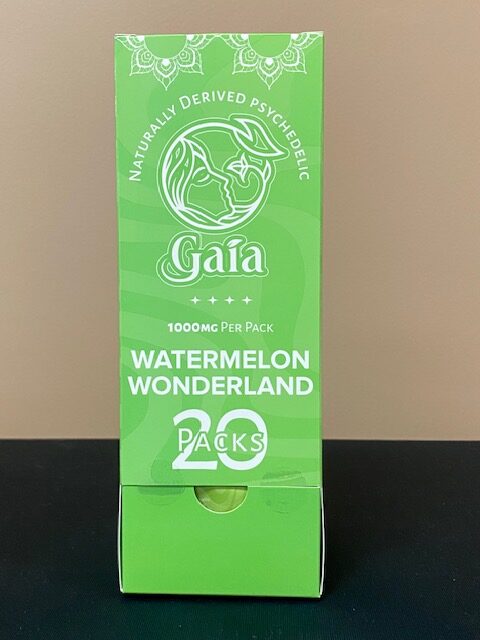 Naturally Derived Psychedelic
Gaia
1000mg Per Pack
WATERMELON
WONDERLAND
20
Packs